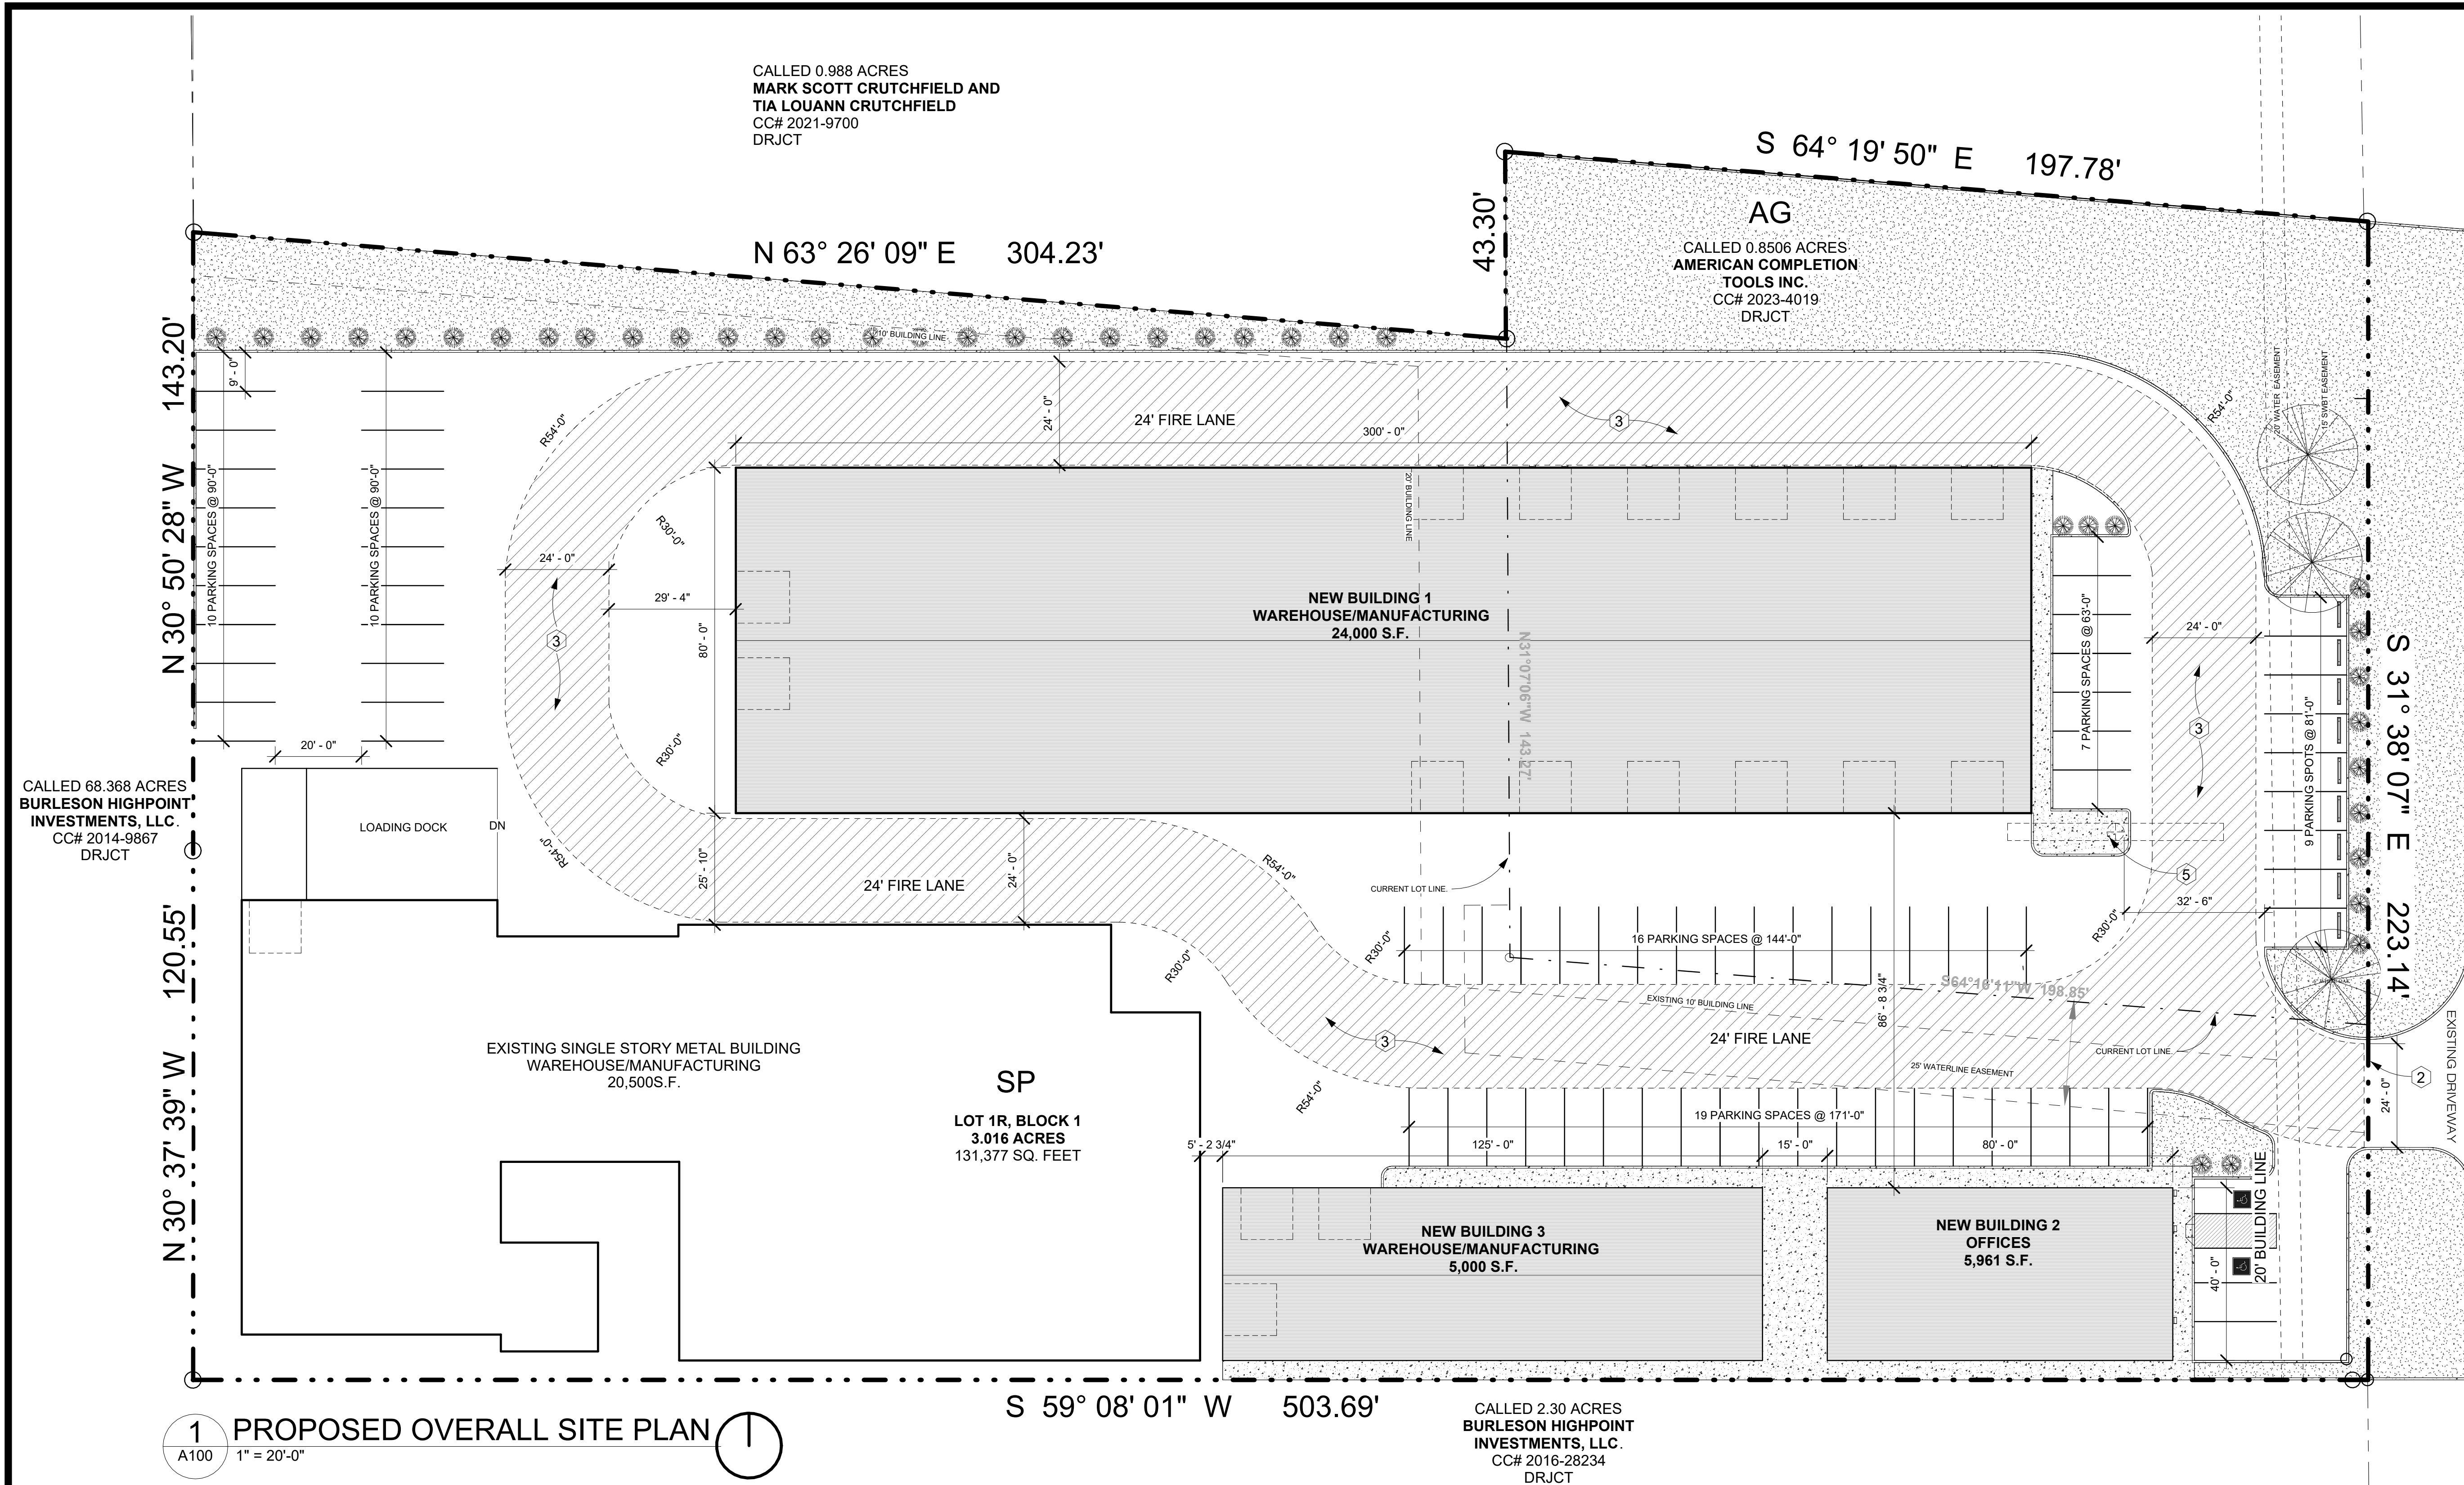 CALLED 0.988 ACRES
MARK SCOTT CRUTCHFIELD AND
TIA LOUANN CRUTCHFIELD
CC# 2021-9700
DRJCT
S 64° 19' 50" E 197.78'
43.30'
AG
CALLED 0.8506 ACRES
AMERICAN COMPLETION
TOOLS INC.
CC# 2023-4019
DRJCT
N 63° 26' 09" E 304.23'
10' BUILDING LINE
N 30° 50' 28" W 143.20'
9' - 0"
10 PARKING SPACES @ 90'-0"
10 PARKING SPACES @ 90'-0"
20' - 0"
R54'-0"
24' - 0"
24' FIRE LANE
3
300' - 0"
R54'-0"
20' WATER EASEMENT
15' SWBT EASEMENT
20' BUILDING LINE
R30'-0"
24' - 0"
29' - 4"
3
80' - 0"
R30'-0"
NEW BUILDING 1
WAREHOUSE/MANUFACTURING
24,000 S.F.
N31°07'06"W 143.27'
7 PARKING SPACES @ 63'-0"
24' - 0"
3
9 PARKING SPOTS @ 81'-0"
S 31° 38' 07" E 223.14'
CALLED 68.368 ACRES
BURLESON HIGHPOINT
INVESTMENTS, LLC.
CC# 2014-9867
DRJCT
LOADING DOCK
DN
R54'-0"
25' - 10"
24' FIRE LANE
24' - 0"
R54'-0"
CURRENT LOT LINE.
5
32' - 6"
R30'-0"
R30'-0"
16 PARKING SPACES @ 144'-0"
R30'-0"
86' - 8 3/4"
S64°16'11"W 198.85'
EXISTING 10' BUILDING LINE
24' FIRE LANE
3
CURRENT LOT LINE.
25' WATERLINE EASEMENT
R54'-0"
2
24' - 0"
EXISTING DRIVEWAY
N 30° 37' 39" W 120.55'
EXISTING SINGLE STORY METAL BUILDING
WAREHOUSE/MANUFACTURING
20,500S.F.
SP
LOT 1R, BLOCK 1
3.016 ACRES
131,377 SQ. FEET
19 PARKING SPACES @ 171'-0"
5' - 2 3/4"
125' - 0"
15' - 0"
80' - 0"
NEW BUILDING 3
WAREHOUSE/MANUFACTURING
5,000 S.F.
NEW BUILDING 2
OFFICES
5,961 S.F.
40' - 0"
20' BUILDING LINE
S 59° 08' 01" W 503.69'
CALLED 2.30 ACRES
BURLESON HIGHPOINT
INVESTMENTS, LLC.
CC# 2016-28234
DRJCT
1
A100
PROPOSED OVERALL SITE PLAN
1" = 20'-0"